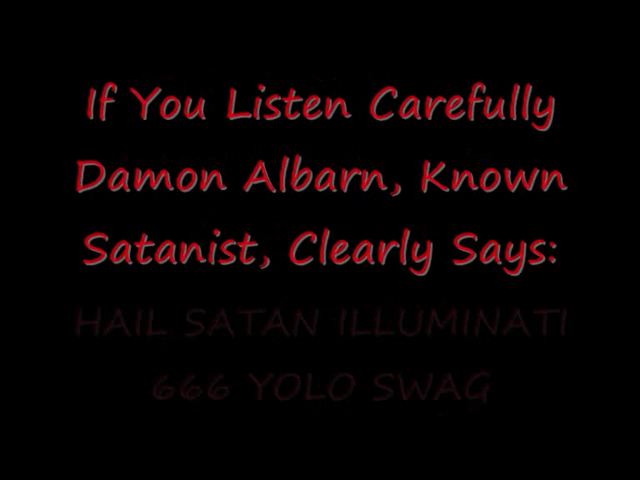 If You Listen Carefully
Damon Albarn, Known
Satanist, Clearly Says:
HAIL SATAN ILLUMINATI
666 YOLO SWAG